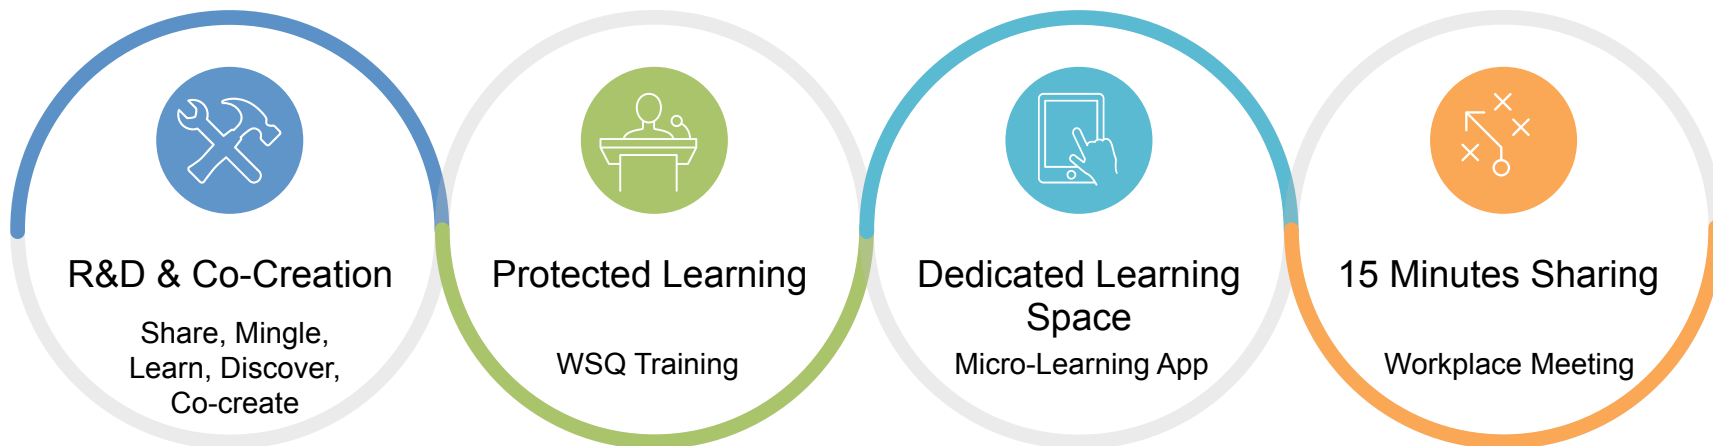 R&D & Co-Creation
Share, Mingle,
Learn, Discover,
Co-create
Protected Learning
WSQ Training
Dedicated Learning
Space
Micro-Learning App
15 Minutes Sharing
Workplace Meeting